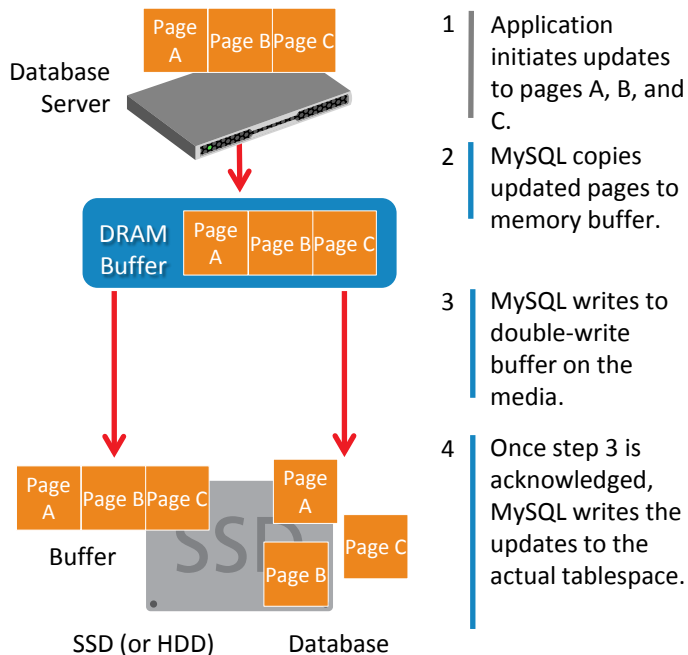 Page
A
Page B
Page C
Database
Server
DRAM
Buffer
Page
A
Page B
Page C
Page
A
Page B
Page C
Buffer
SSD
Page
A
Page B
Page C
SSD (or HDD)
Database
1
Application
initiates updates
to pages A, B, and
C.
2
MySQL copies
updated pages to
memory buffer.
3
MySQL writes to
double-write
buffer on the
media.
4
Once step 3 is
acknowledged,
MySQL writes the
updates to the
actual tablespace.